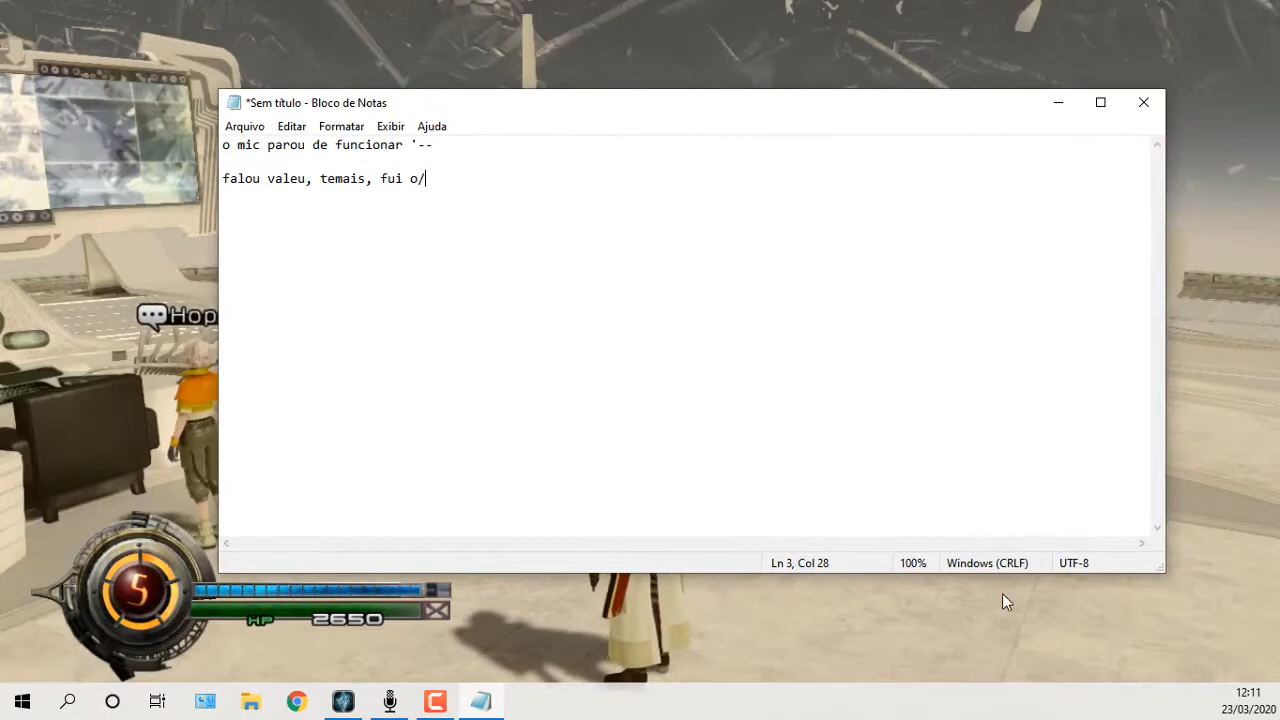 *Sem título - Bloco de Notas
Arquivo Editar Formatar Exibir Ajuda
o mic parou de funcionar '--
falou valeu, temais, fui o/
Hop
5
HP 2650
Ln 3, Col 28 100% Windows (CRLF) UTF-8
12:11
23/03/2020